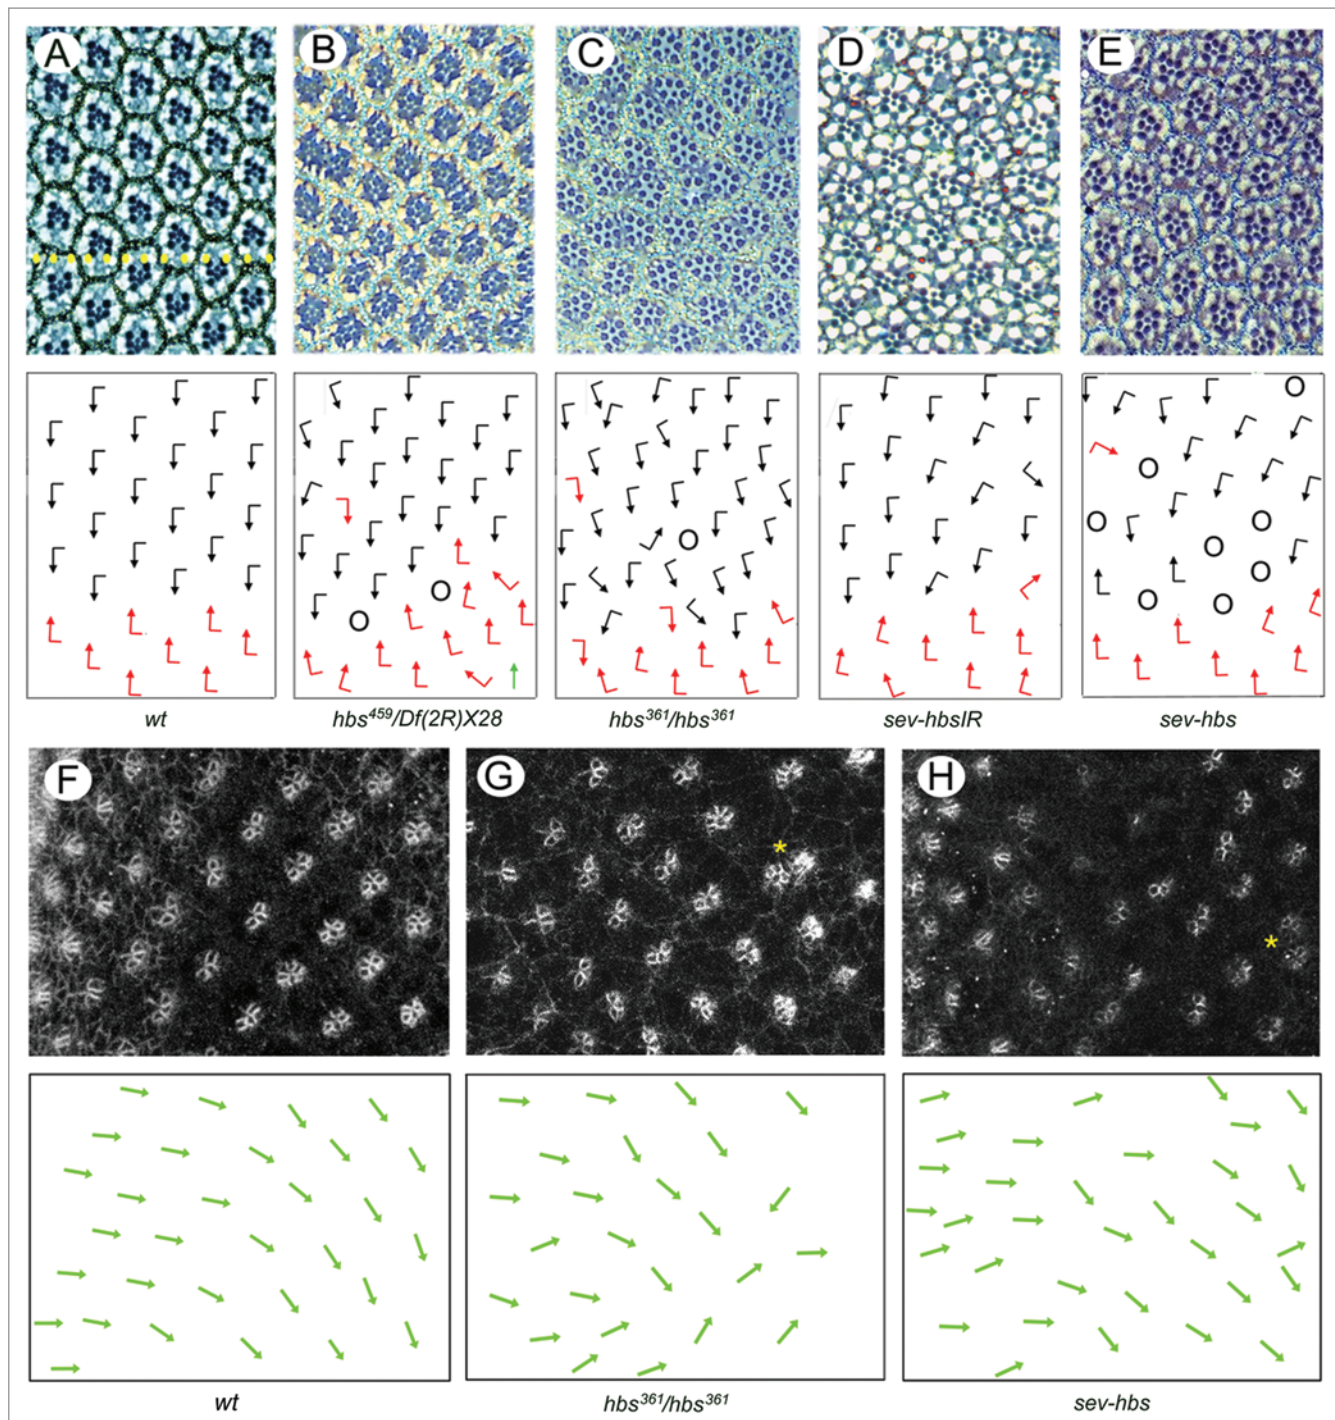 A B C D E
wt hbs⁴⁵⁹/Df(2R)X28 hbs³⁶¹/hbs³⁶¹ sev-hbsIR sev-hbs
F G H
* *
wt hbs³⁶¹/hbs³⁶¹ sev-hbs